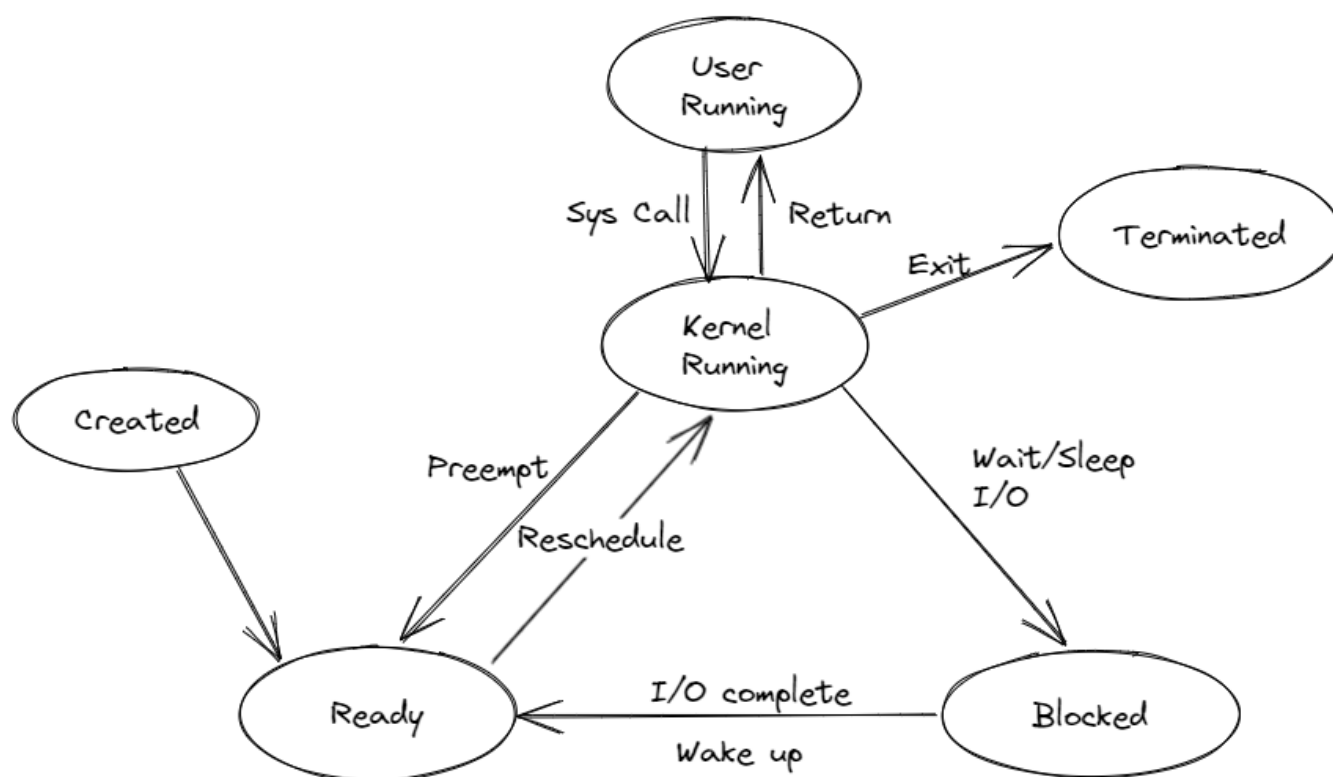 User
Running
Sys Call
Return
Terminated
Exit
Kernel
Running
Created
Preempt
Wait/Sleep
I/O
Reschedule
I/O complete
Ready
Blocked
Wake up